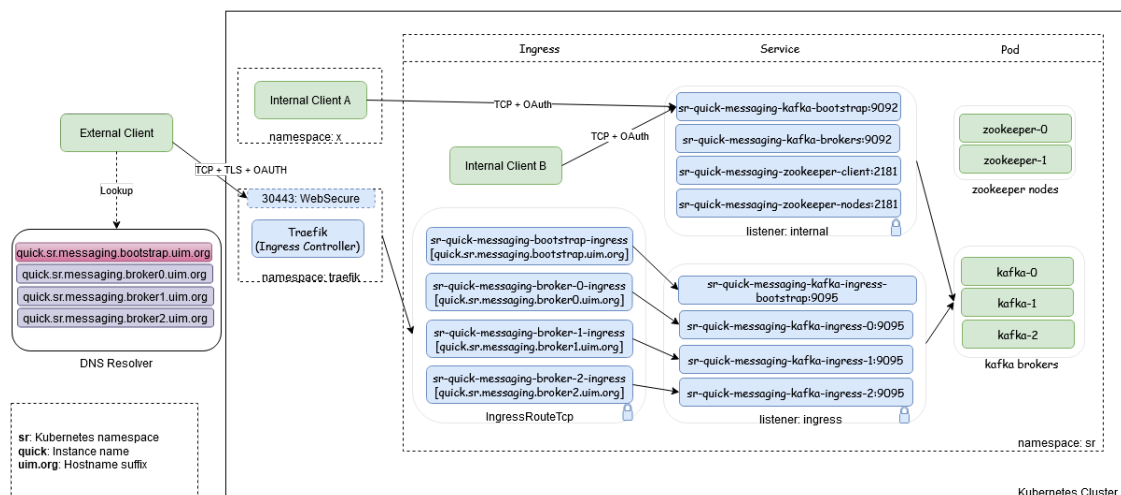 Ingress
Service
Pod
Internal Client A
namespace: x
External Client
Lookup
TCP + TLS + OAUTH
TCP + OAuth
TCP + OAuth
Internal Client B
sr-quick-messaging-kafka-bootstrap:9092
sr-quick-messaging-kafka-brokers:9092
sr-quick-messaging-zookeeper-client:2181
sr-quick-messaging-zookeeper-nodes:2181
listener: internal
zookeeper-0
zookeeper-1
zookeeper nodes
30443: WebSecure
Traefik
(Ingress Controller)
namespace: traefik
quick.sr.messaging.bootstrap.uim.org
quick.sr.messaging.broker0.uim.org
quick.sr.messaging.broker1.uim.org
quick.sr.messaging.broker2.uim.org
DNS Resolver
sr-quick-messaging-bootstrap-ingress
[quick.sr.messaging.bootstrap.uim.org]
sr-quick-messaging-broker-0-ingress
[quick.sr.messaging.broker0.uim.org]
sr-quick-messaging-broker-1-ingress
[quick.sr.messaging.broker1.uim.org]
sr-quick-messaging-broker-2-ingress
[quick.sr.messaging.broker2.uim.org]
IngressRouteTcp
sr-quick-messaging-kafka-ingress-
bootstrap:9095
sr-quick-messaging-kafka-ingress-0:9095
sr-quick-messaging-kafka-ingress-1:9095
sr-quick-messaging-kafka-ingress-2:9095
listener: ingress
kafka-0
kafka-1
kafka-2
kafka brokers
namespace: sr
sr: Kubernetes namespace
quick: Instance name
uim.org: Hostname suffix
Kubernetes Cluster